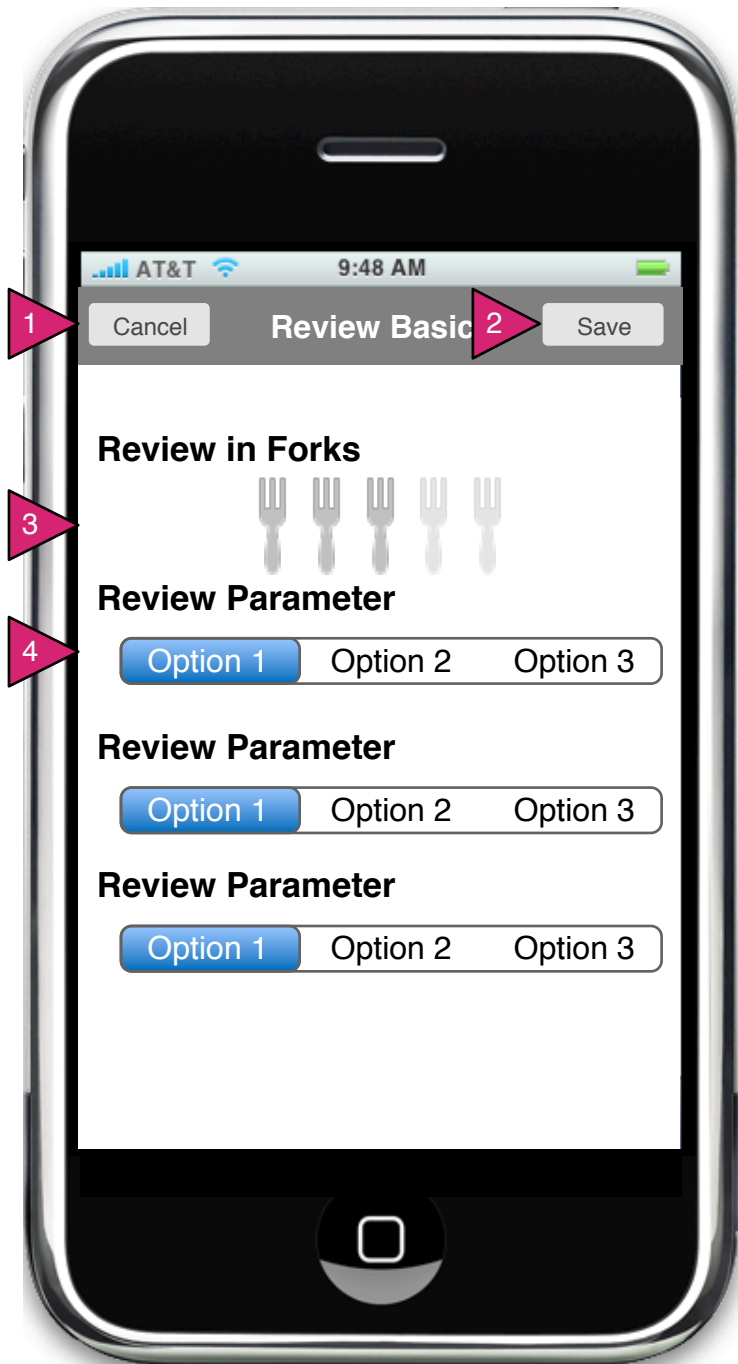 AT&T 9:48 AM
1 Cancel Review Basic 2 Save
Review in Forks
3
Review Parameter
4 Option 1 Option 2 Option 3
Review Parameter
Option 1 Option 2 Option 3
Review Parameter
Option 1 Option 2 Option 3